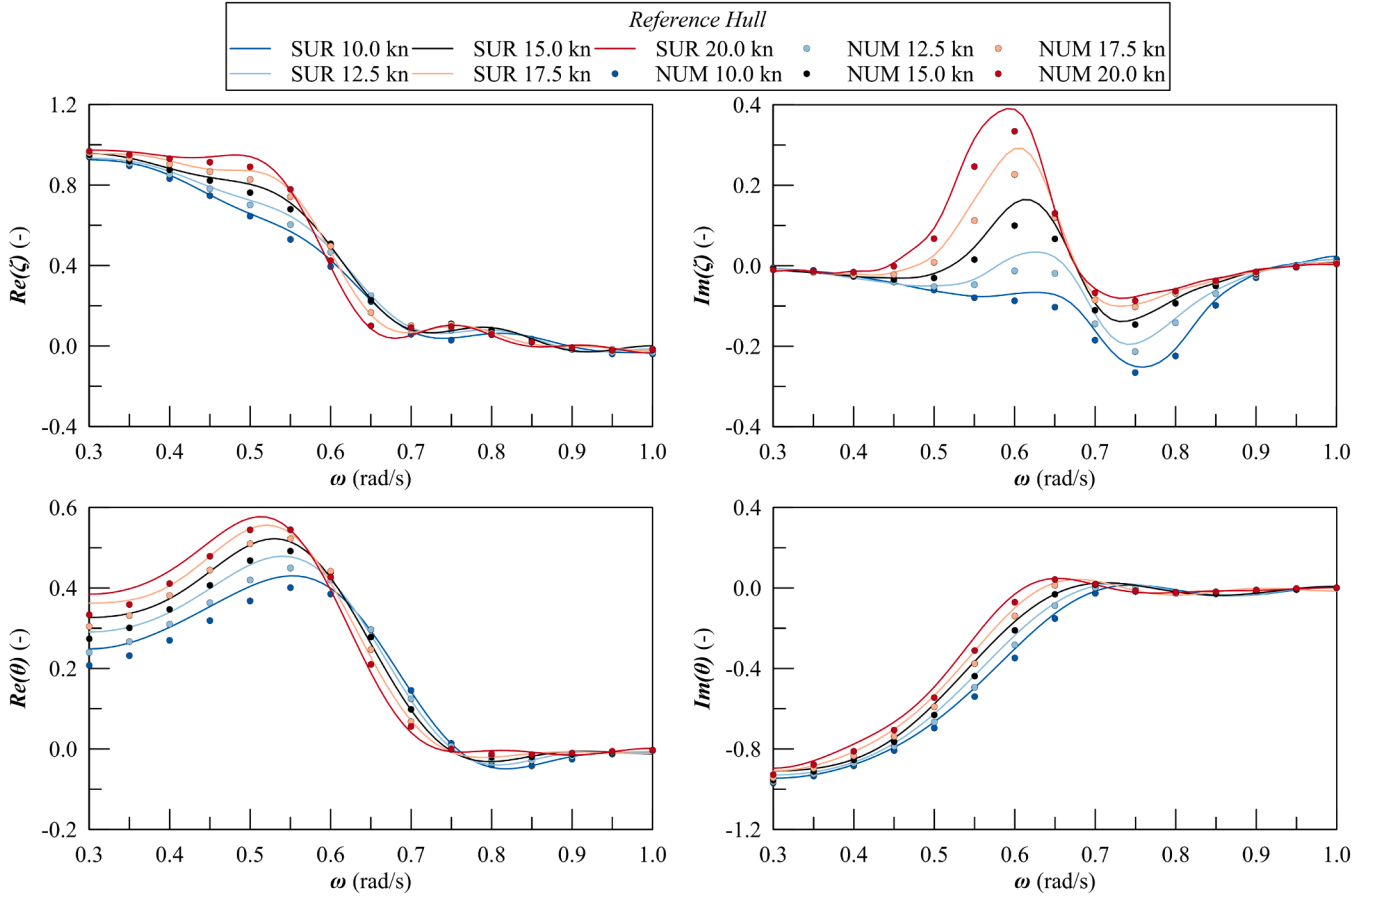 Reference Hull
SUR 10.0 kn SUR 15.0 kn SUR 20.0 kn NUM 12.5 kn NUM 17.5 kn
SUR 12.5 kn SUR 17.5 kn NUM 10.0 kn NUM 15.0 kn NUM 20.0 kn
1.2
0.8
0.4
0.0
-0.4
Re(ζ) (-)
0.3 0.4 0.5 0.6 0.7 0.8 0.9 1.0
ω (rad/s)
0.4
0.2
0.0
-0.2
-0.4
Im(ζ) (-)
0.3 0.4 0.5 0.6 0.7 0.8 0.9 1.0
ω (rad/s)
0.6
0.4
0.2
0.0
-0.2
Re(θ) (-)
0.3 0.4 0.5 0.6 0.7 0.8 0.9 1.0
ω (rad/s)
0.4
0.0
-0.4
-0.8
-1.2
Im(θ) (-)
0.3 0.4 0.5 0.6 0.7 0.8 0.9 1.0
ω (rad/s)